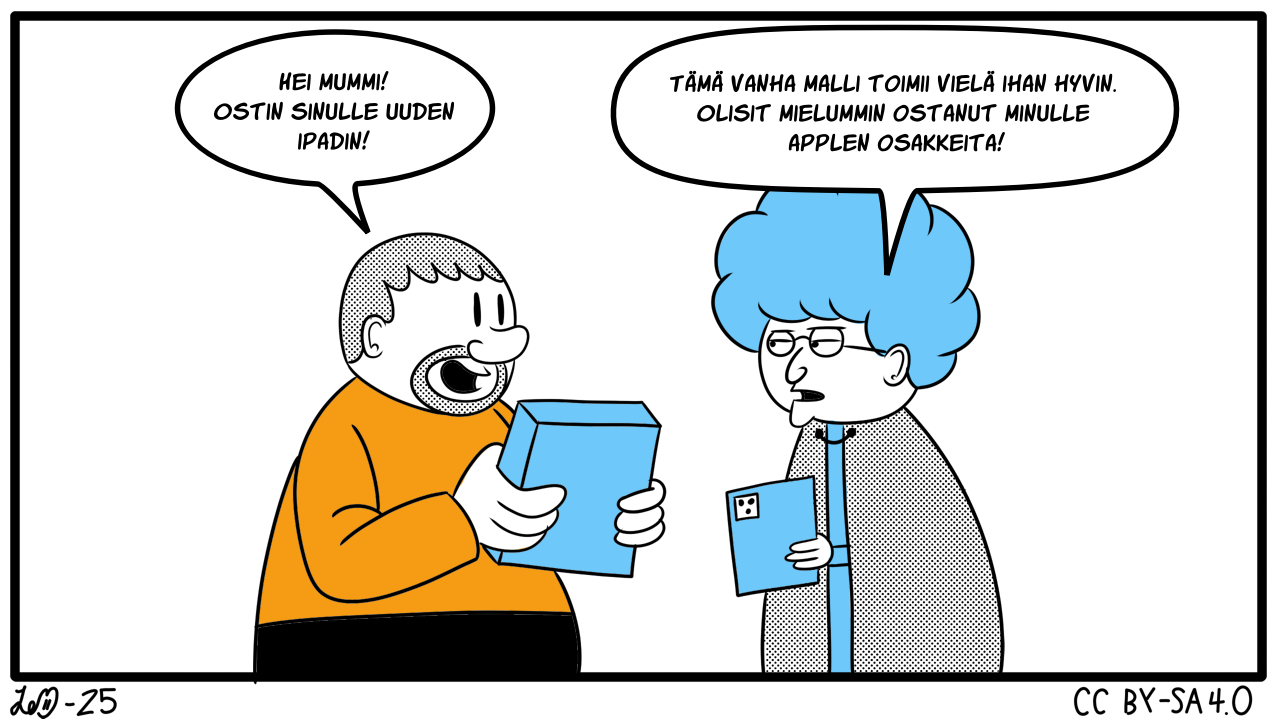 HEI MUMMI!
OSTIN SINULLE UUDEN
IPADIN!
TÄMÄ VANHA MALLI TOIMII VIELÄ IHAN HYVIN.
OLISIT MIELUMMIN OSTANUT MINULLE
APPLEN OSAKKEITA!
-25
CC BY-SA 4.0